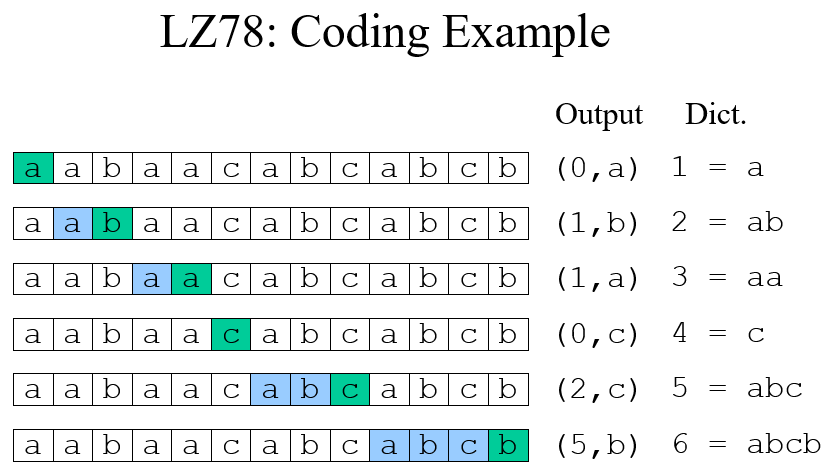 LZ78: Coding Example
Output Dict.
a a b a a c a b c a b c b (0,a) 1 = a
a a b a a c a b c a b c b (1,b) 2 = ab
a a b a a c a b c a b c b (1,a) 3 = aa
a a b a a c a b c a b c b (0,c) 4 = c
a a b a a c a b c a b c b (2,c) 5 = abc
a a b a a c a b c a b c b (5,b) 6 = abcb